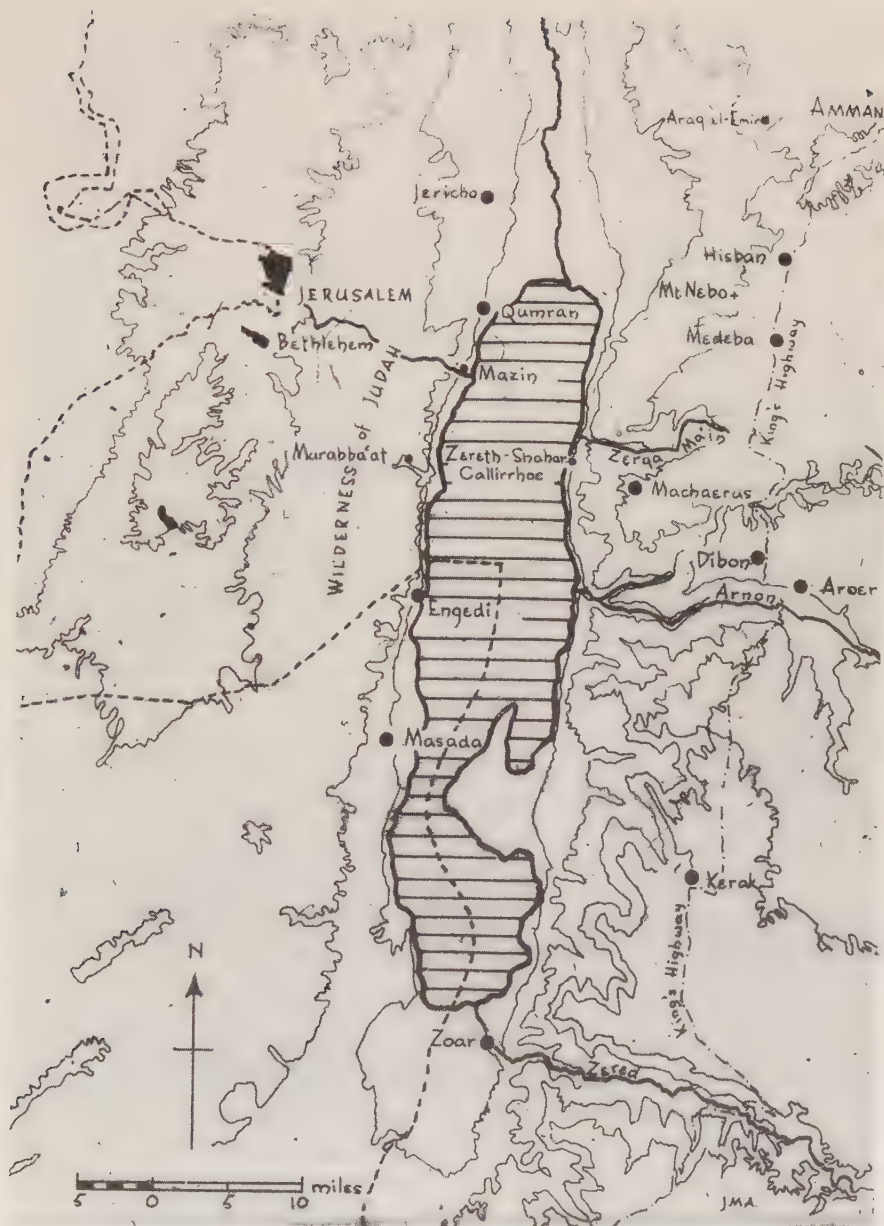 AMMAN
Araq el-Emir
Jericho
Hisban
Mt. Nebo
JERUSALEM
Qumran
Bethlehem
Medeba
Mazin
King's Highway
WILDERNESS of JUDAH
Murabba'at
Zereth-Shahar
Callirrhoe
Zerqa Main
Machaerus
Dibon
Aroer
Engedi
Arnon
Masada
Kerak
N
King's Highway
Zoar
Zered
miles
5 0 5 10
JMA